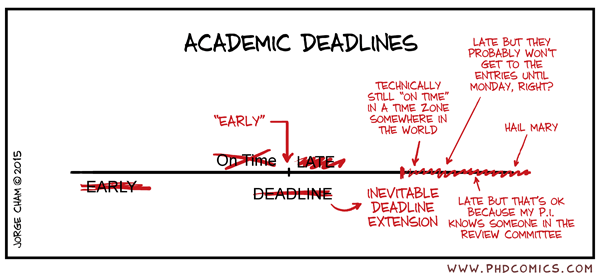 ACADEMIC DEADLINES
"EARLY"
On Time
LATE
EARLY
DEADLINE
INEVITABLE
DEADLINE
EXTENSION
TECHNICALLY
STILL "ON TIME"
IN A TIME ZONE
SOMEWHERE IN
THE WORLD
LATE BUT THEY
PROBABLY WON'T
GET TO THE
ENTRIES UNTIL
MONDAY, RIGHT?
HAIL MARY
LATE BUT THAT'S OK
BECAUSE MY P.I.
KNOWS SOMEONE IN THE
REVIEW COMMITTEE
JORGE CHAM © 2015
WWW.PHDCOMICS.COM